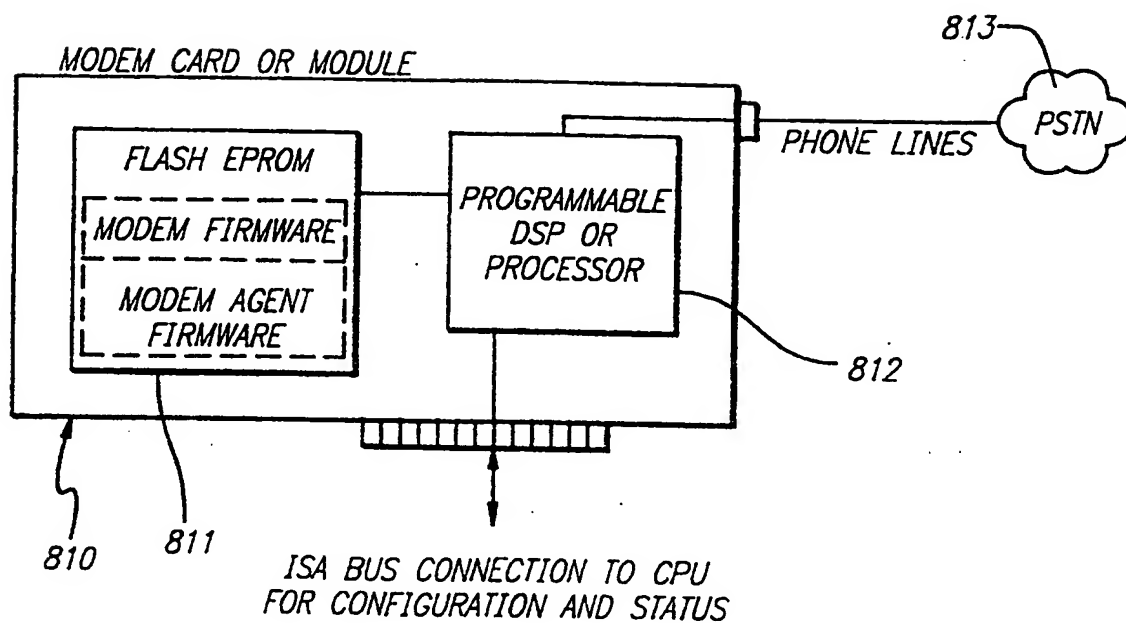 813
MODEM CARD OR MODULE
PSTN
PHONE LINES
FLASH EPROM
MODEM FIRMWARE
MODEM AGENT
FIRMWARE
PROGRAMMABLE
DSP OR
PROCESSOR
812
811
810
ISA BUS CONNECTION TO CPU
FOR CONFIGURATION AND STATUS